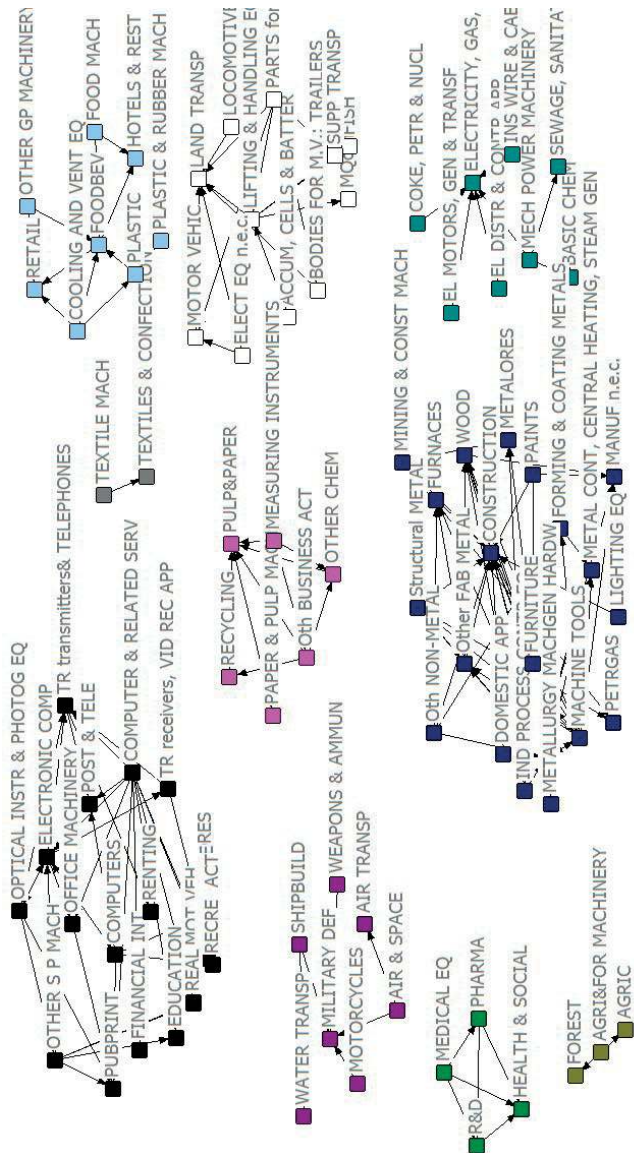 OPTICAL INSTR & PHOTOG EQ
OTHER S P MACH
ELECTRONIC COMP
TR transmitters& TELEPHONES
OFFICE MACHINERY
POST & TELE
PUBPRINT
COMPUTERS
COMPUTER & RELATED SERV
FINANCIAL INT
RENTING
TR receivers, VID REC APP
EDUCATION
REAL
MOT VEH
RECRE ACT
RES
TEXTILE MACH
TEXTILES & CONFECTION
RETAIL
OTHER GP MACHINERY
COOLING AND VENT EQ
FOODBEV
FOOD MACH
PLASTIC
HOTELS & REST
PLASTIC & RUBBER MACH
WATER TRANSP
SHIPBUILD
MILITARY DEF
WEAPONS & AMMUN
MOTORCYCLES
AIR TRANSP
AIR & SPACE
RECYCLING
PULP&PAPER
PAPER & PULP MAC
MEASURING INSTRUMENTS
Oth BUSINESS ACT
OTHER CHEM
MOTOR VEHIC
LAND TRANSP
LOCOMOTIVE
ELECT EQ n.e.c.
LIFTING & HANDLING EQ
PARTS for
ACCUM, CELLS & BATTER
BODIES FOR M.V.: TRAILERS
SUPP TRANSP
FISH
MEDICAL EQ
PHARMA
R&D
HEALTH & SOCIAL
FOREST
AGRI&FOR MACHINERY
AGRIC
MINING & CONST MACH
Structural METAL
FURNACES
Oth NON-METAL
Other FAB METAL
WOOD
CONSTRUCTION
METALORES
DOMESTIC APP
IND PROCESS
FURNITURE
PAINTS
METALLURGY MACH
GEN HARDW
FORMING & COATING METALS
MACHINE TOOLS
METAL CONT, CENTRAL HEATING, STEAM GEN
PETRGAS
LIGHTING EQ
MANUF n.e.c.
COKE, PETR & NUCL
EL MOTORS, GEN & TRANSF
ELECTRICITY, GAS,
EL DISTR & CONTR APP
INS WIRE & CAB
MECH POWER MACHINERY
SEWAGE, SANITAT
BASIC CHEM